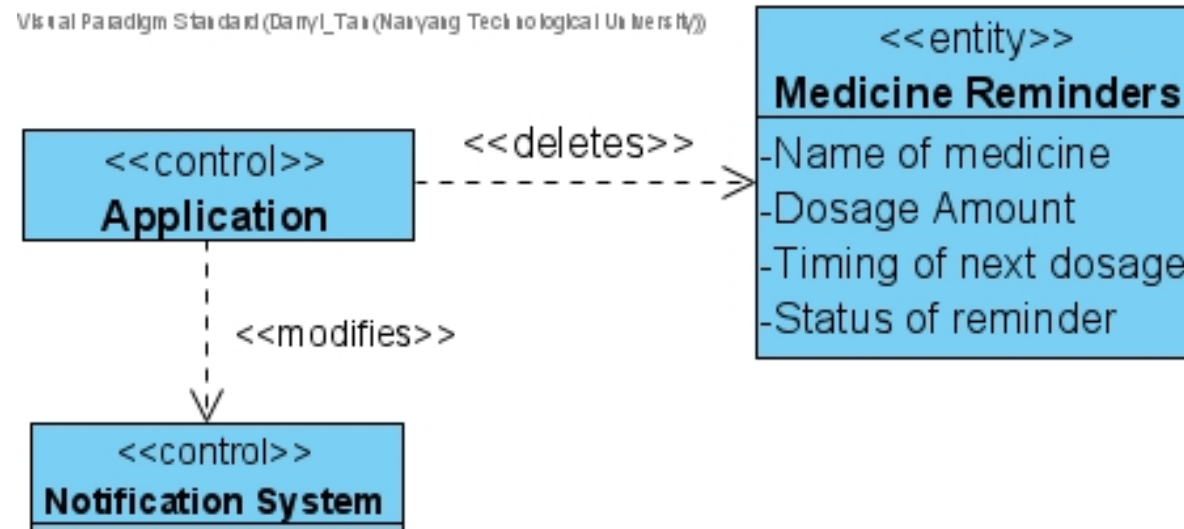 Visual Paradigm Standard (Darryl_Tan (Nanyang Technological University))
<<entity>>
Medicine Reminders
-Name of medicine
-Dosage Amount
-Timing of next dosage
-Status of reminder
<<control>>
Application
<<deletes>>
<<modifies>>
<<control>>
Notification System